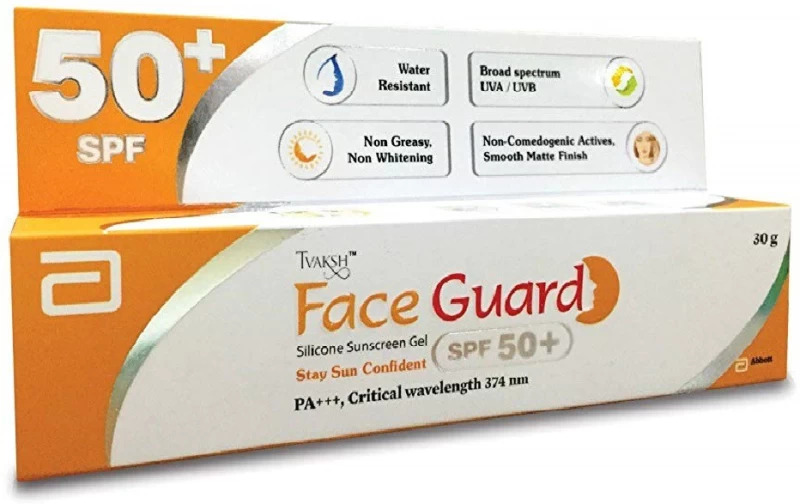 50+
SPF
Water
Resistant
Broad spectrum
UVA / UVB
Non Greasy,
Non Whitening
Non-Comedogenic Actives,
Smooth Matte Finish
30 g
TVAKSH™
Face Guard
Silicone Sunscreen Gel
SPF 50+
Stay Sun Confident
PA+++, Critical wavelength 374 nm
Abbott